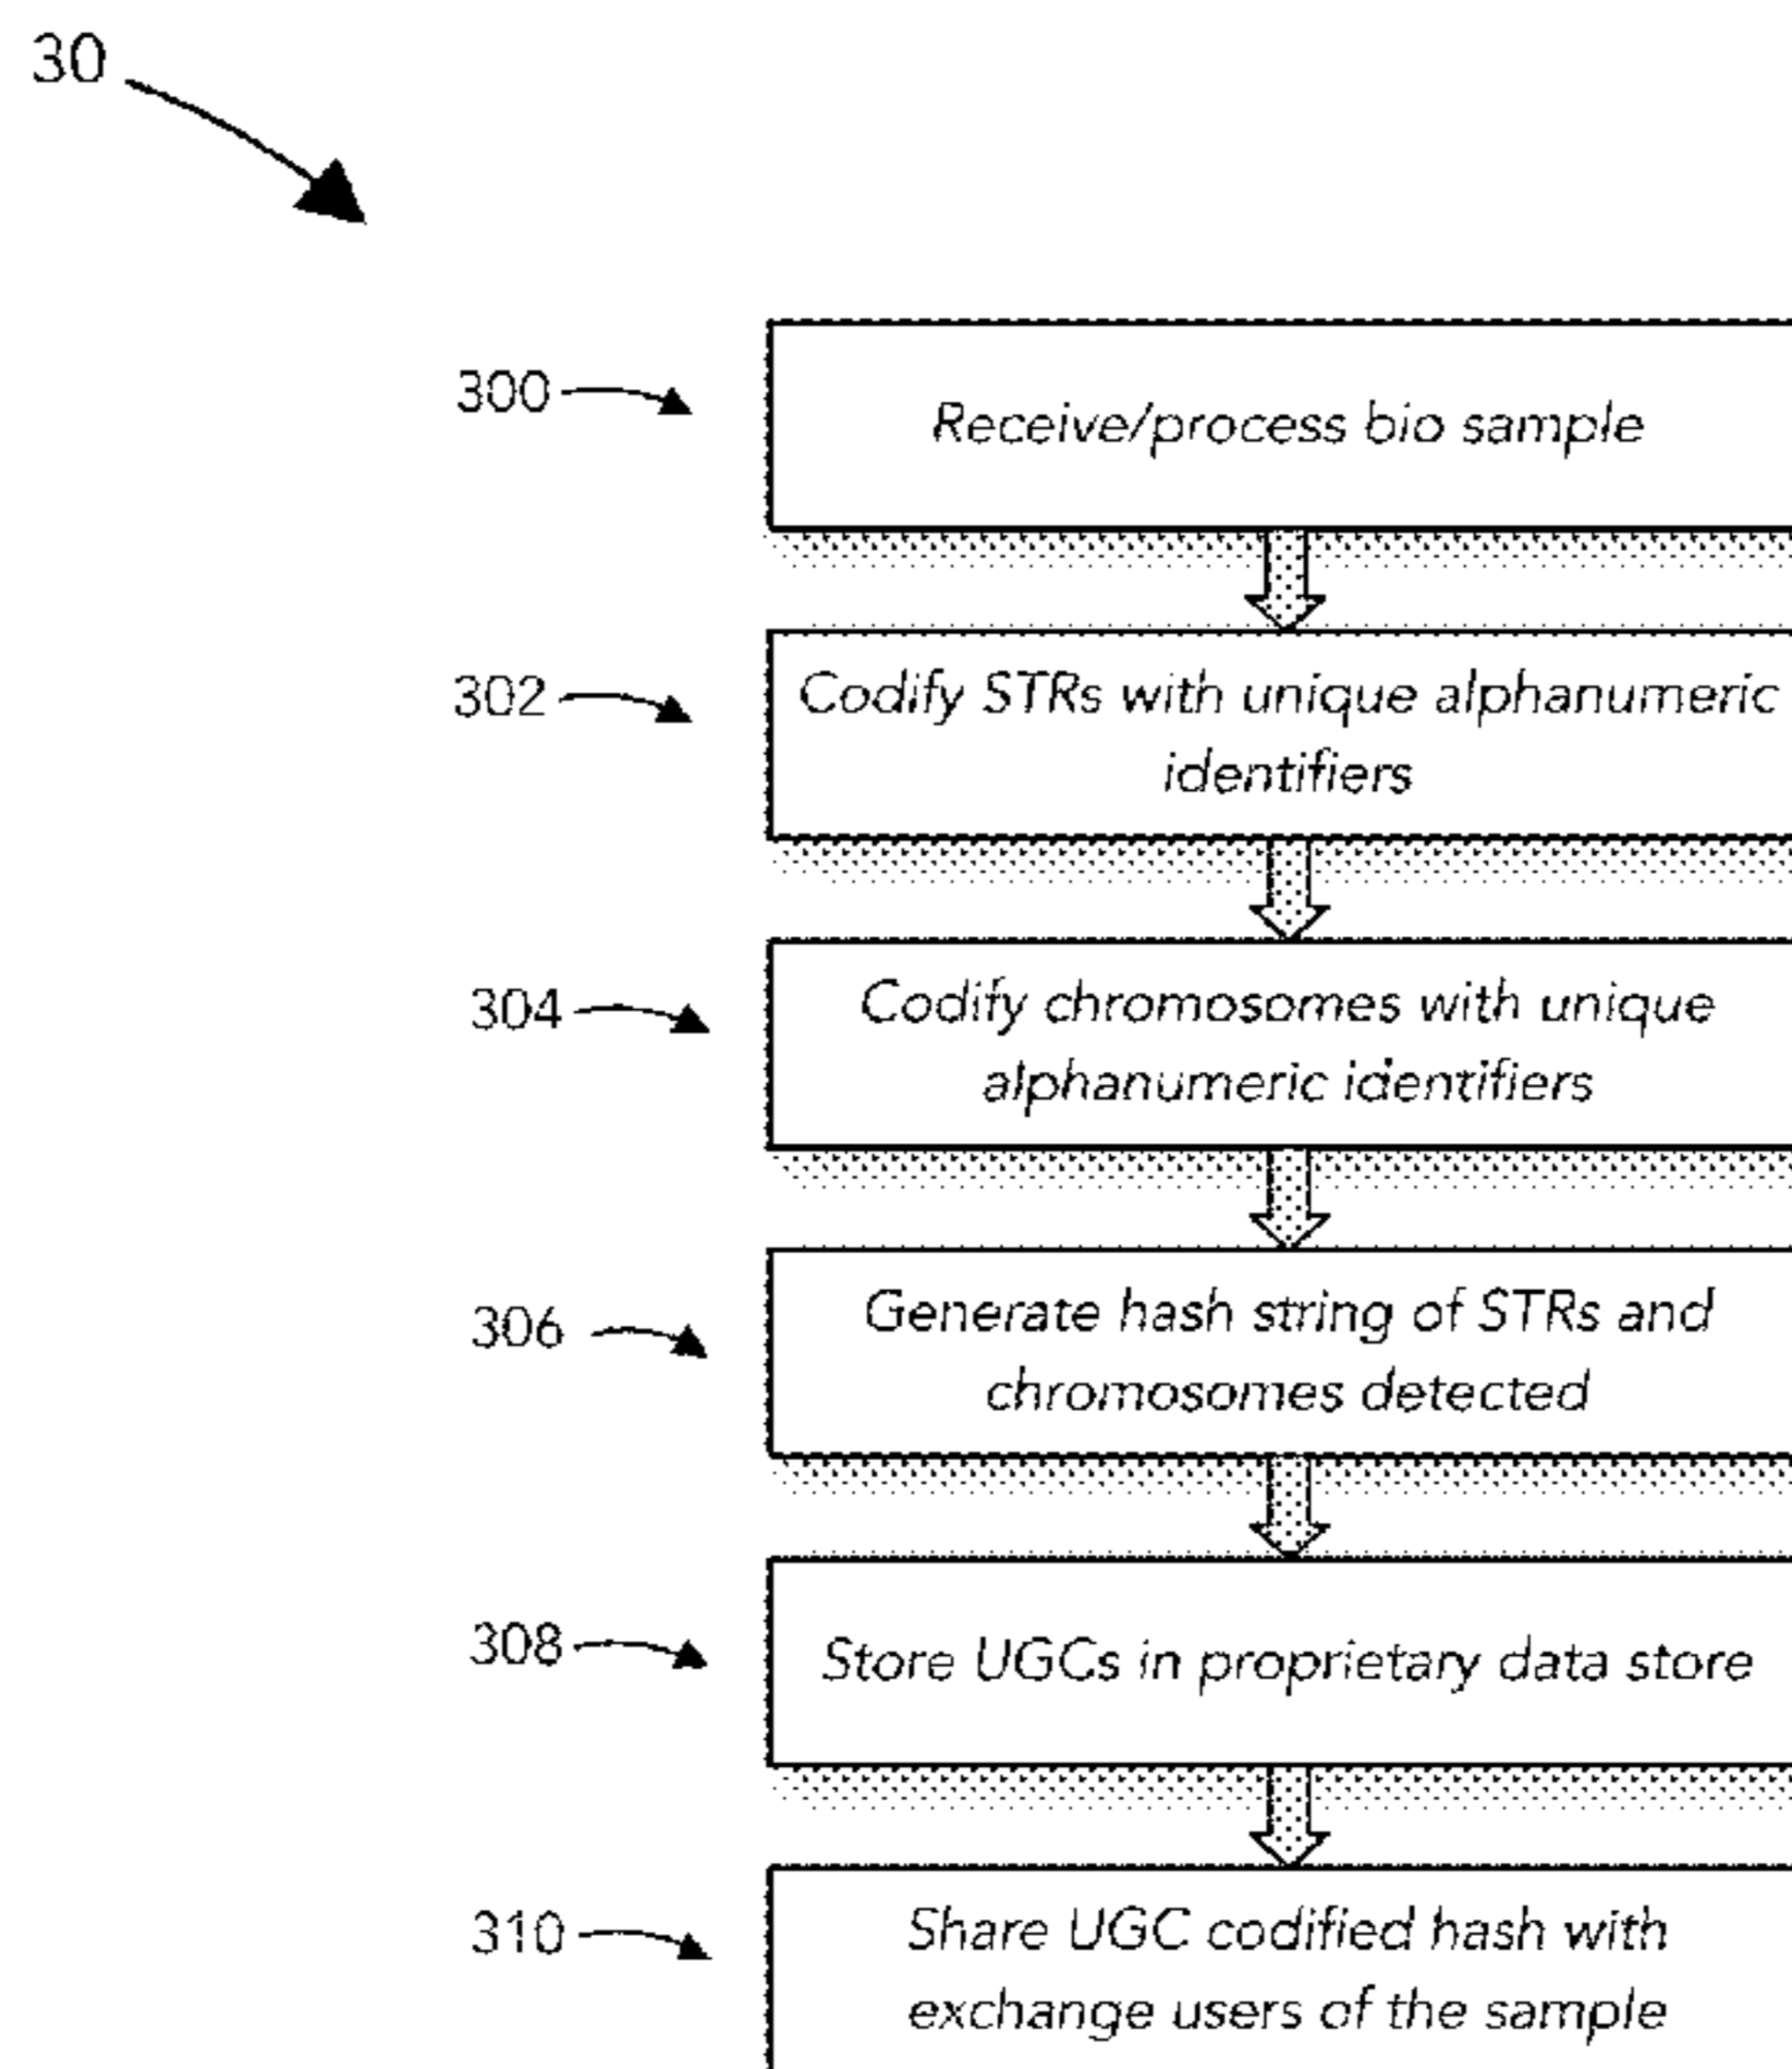 30
300
Receive/process bio sample
302
Codify STRs with unique alphanumeric
identifiers
304
Codify chromosomes with unique
alphanumeric identifiers
306
Generate hash string of STRs and
chromosomes detected
308
Store UGCs in proprietary data store
310
Share UGC codified hash with
exchange users of the sample